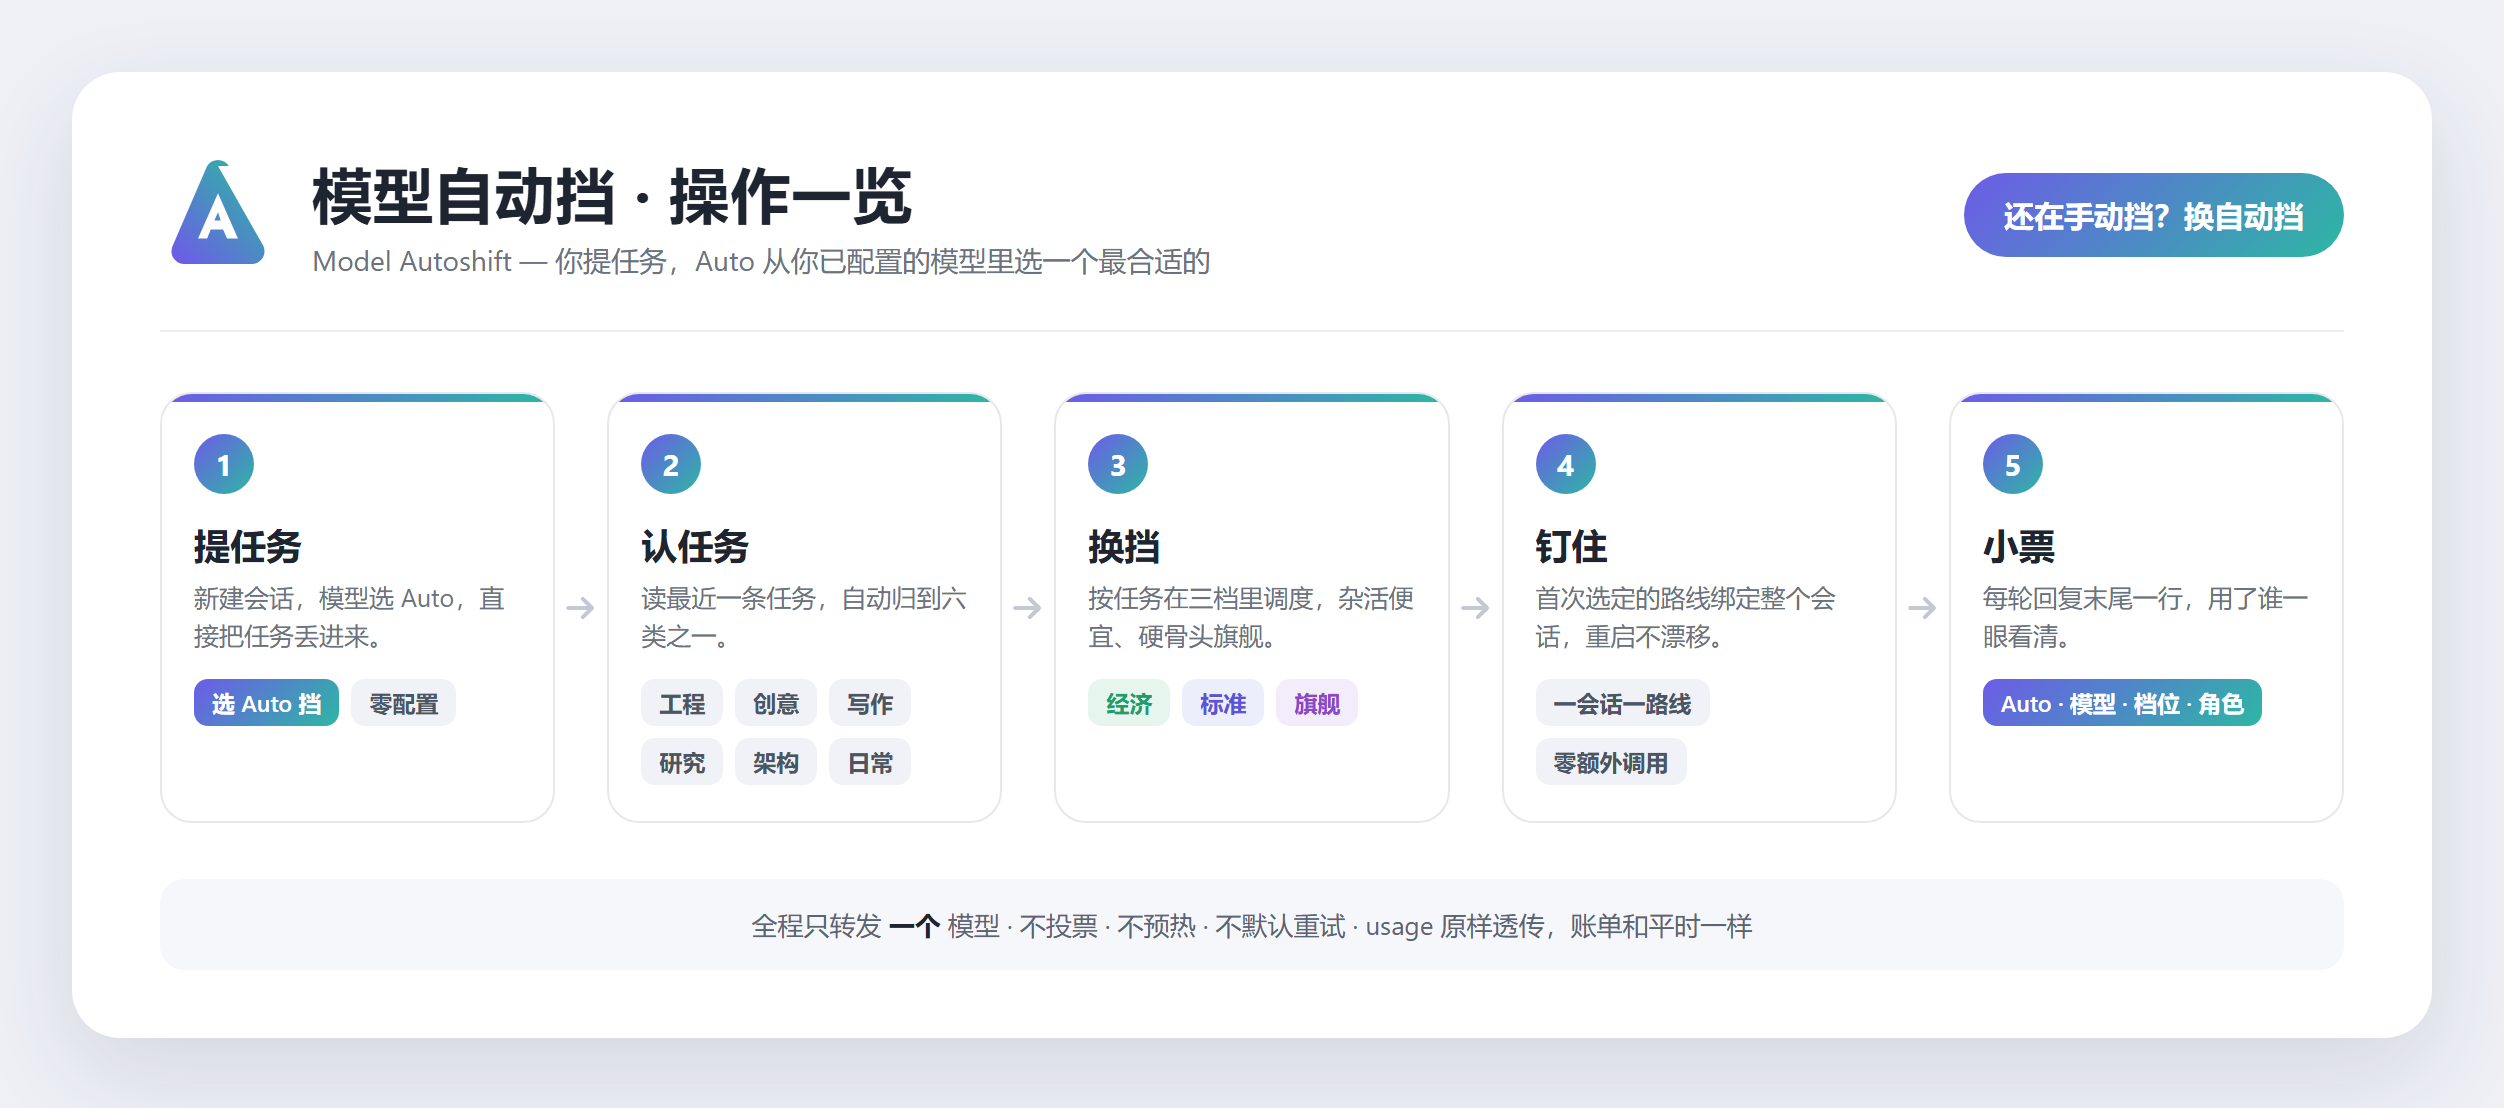 A
模型自动挡 · 操作一览
Model Autoshift — 你提任务，Auto 从你已配置的模型里选一个最合适的
还在手动挡？换自动挡
1
提任务
新建会话，模型选 Auto，直
接把任务丢进来。
选 Auto 挡 零配置
2
认任务
读最近一条任务，自动归到六
类之一。
工程 创意 写作
研究 架构 日常
3
换挡
按任务在三档里调度，杂活便
宜、硬骨头旗舰。
经济 标准 旗舰
4
钉住
首次选定的路线绑定整个会
话，重启不漂移。
一会话一路线
零额外调用
5
小票
每轮回复末尾一行，用了谁一
眼看清。
Auto · 模型 · 档位 · 角色
全程只转发 一个 模型 · 不投票 · 不预热 · 不默认重试 · usage 原样透传，账单和平时一样